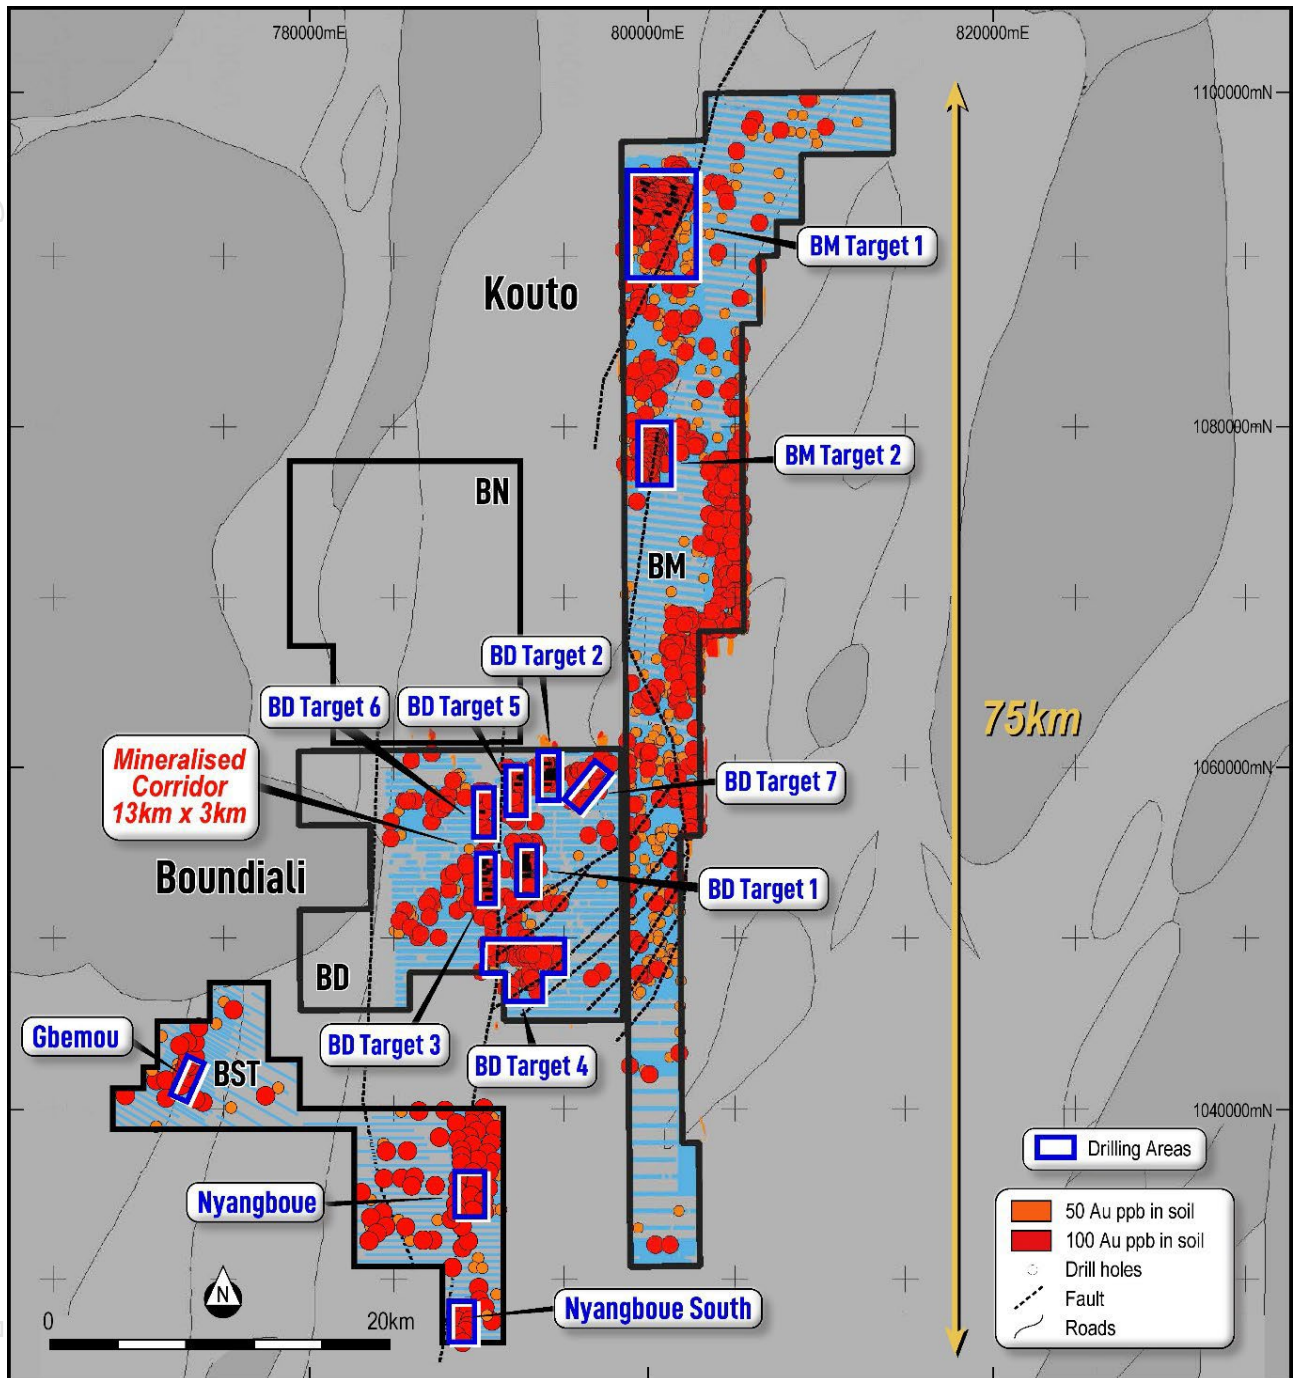 780000mE
800000mE
820000mE
1100000mN
BM Target 1
Kouto
1080000mN
BM Target 2
BN
BM
BD Target 2
BD Target 6
BD Target 5
75km
Mineralised
Corridor
13km x 3km
1060000mN
BD Target 7
Boundiali
BD Target 1
BD
BD Target 3
BD Target 4
Gbemou
BST
1040000mN
Drilling Areas
Nyangboue
50 Au ppb in soil
100 Au ppb in soil
Drill holes
Fault
Roads
N
0
20km
Nyangboue South